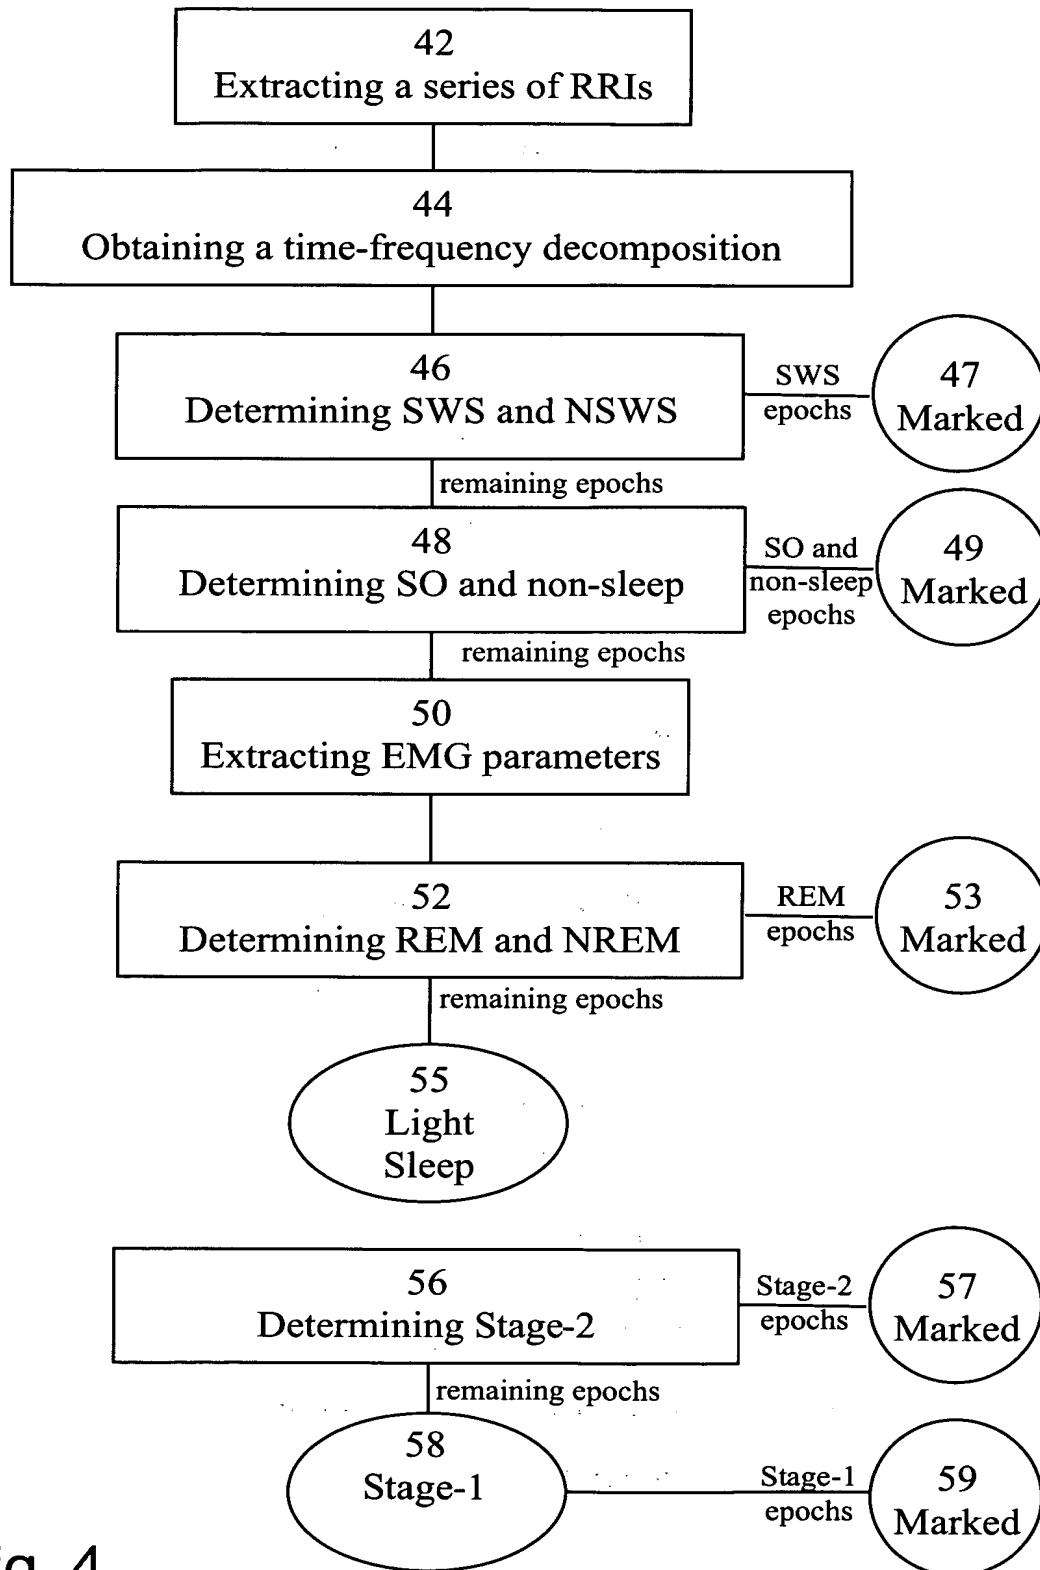 42
Extracting a series of RRIs
44
Obtaining a time-frequency decomposition
46
Determining SWS and NSWS
SWS
epochs
47
Marked
remaining epochs
48
Determining SO and non-sleep
SO and
non-sleep
epochs
49
Marked
remaining epochs
50
Extracting EMG parameters
52
Determining REM and NREM
REM
epochs
53
Marked
remaining epochs
55
Light
Sleep
56
Determining Stage-2
Stage-2
epochs
57
Marked
remaining epochs
58
Stage-1
Stage-1
epochs
59
Marked